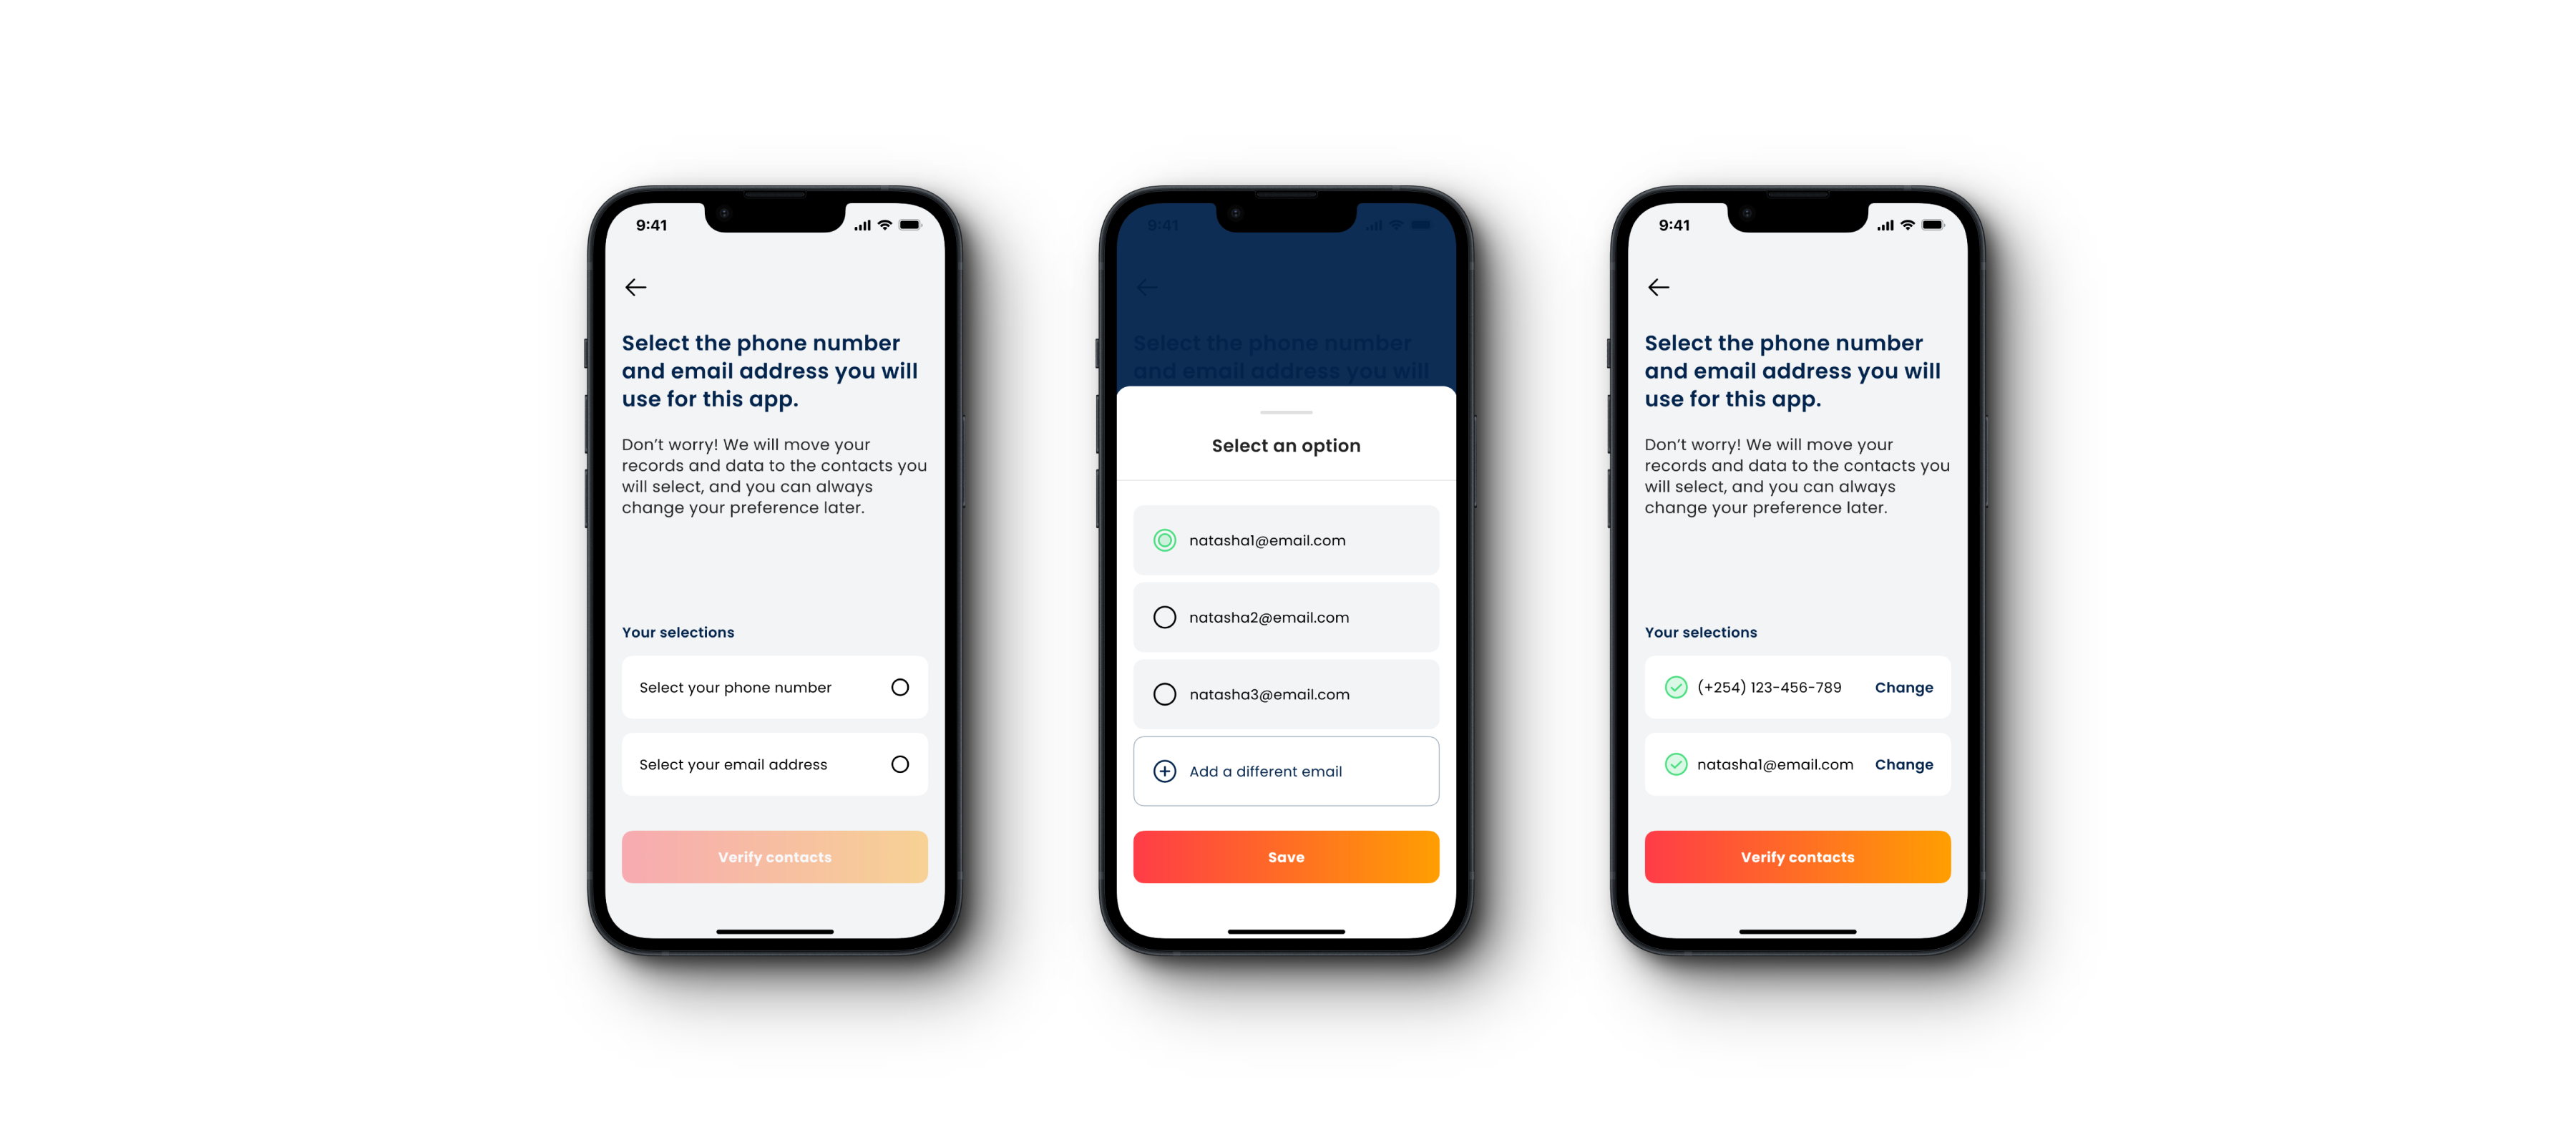 9:41
Select the phone number
and email address you will
use for this app.
Don't worry! We will move your
records and data to the contacts you
will select, and you can always
change your preference later.
Your selections
Select your phone number
Select your email address
Verify contacts
9:41
Select the phone number
and email address you will
Select an option
natasha1@email.com
natasha2@email.com
natasha3@email.com
Add a different email
Save
9:41
Select the phone number
and email address you will
use for this app.
Don't worry! We will move your
records and data to the contacts you
will select, and you can always
change your preference later.
Your selections
(+254) 123-456-789 Change
natasha1@email.com Change
Verify contacts